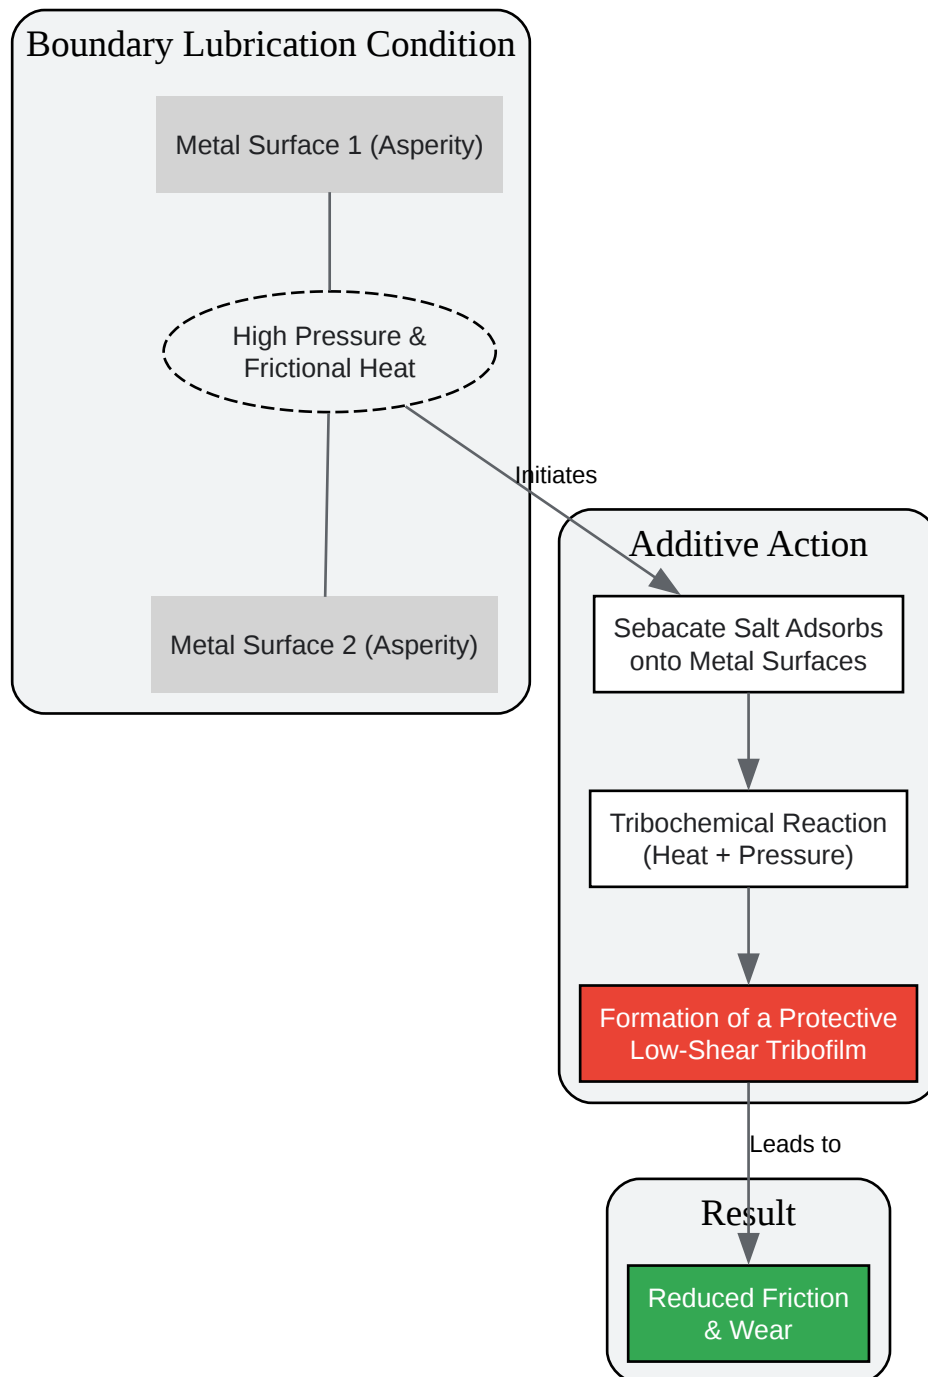 Boundary Lubrication Condition
Metal Surface 1 (Asperity)
High Pressure &
Frictional Heat
Metal Surface 2 (Asperity)
Initiates
Additive Action
Sebacate Salt Adsorbs
onto Metal Surfaces
Tribochemical Reaction
(Heat + Pressure)
Formation of a Protective
Low-Shear Tribofilm
Leads to
Result
Reduced Friction
& Wear